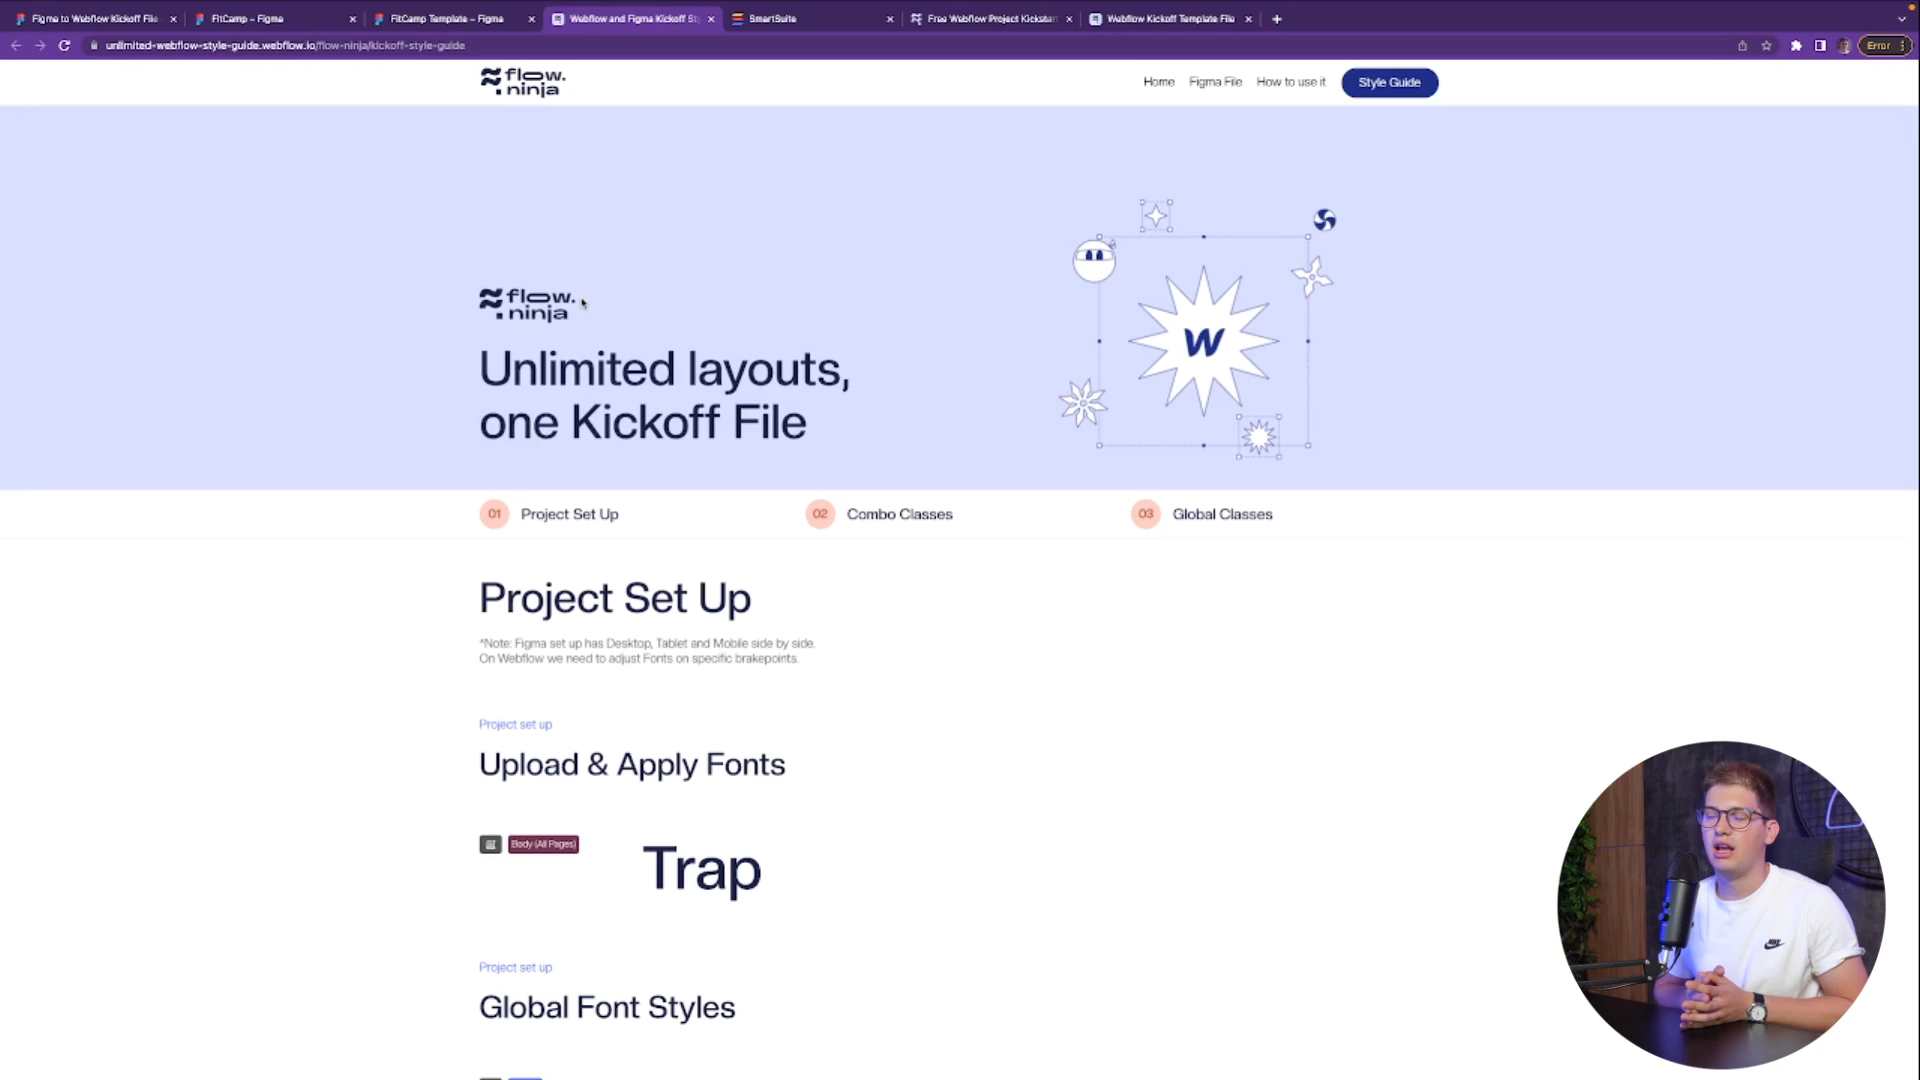 Figma to Webflow Kickoff File
FitCamp – Figma
FitCamp Template – Figma
Webflow and Figma Kickoff St
SmartSuite
Free Webflow Project Kickstart
Webflow Kickoff Template File
unlimited-webflow-style-guide.webflow.io/flow-ninja/kickoff-style-guide
Error
flow.
ninja
Home
Figma File
How to use it
Style Guide
flow.
ninja
Unlimited layouts,
one Kickoff File
W
01 Project Set Up
02 Combo Classes
03 Global Classes
Project Set Up
*Note: Figma set up has Desktop, Tablet and Mobile side by side.
On Webflow we need to adjust Fonts on specific brakepoints.
Project set up
Upload & Apply Fonts
Body (All Pages)
Trap
Project set up
Global Font Styles